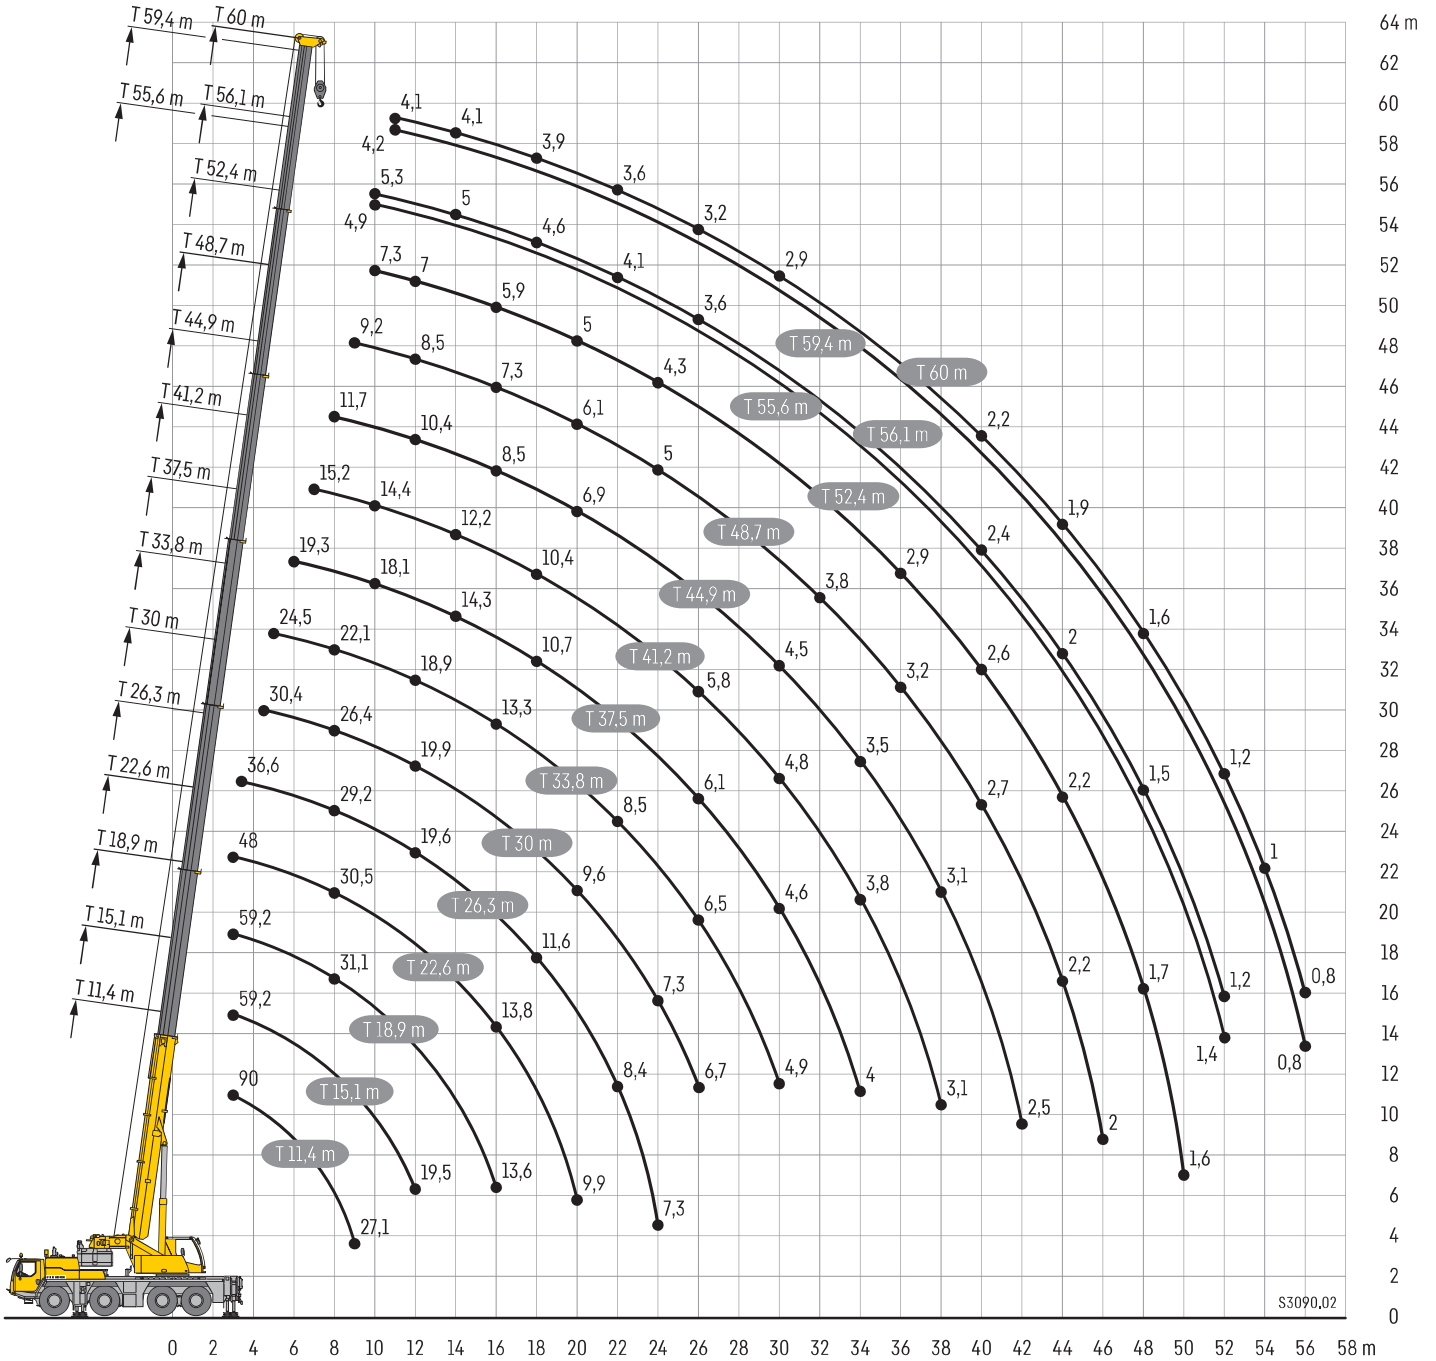 T 59,4 m T 60 m
64 m
62
T 55,6 m T 56,1 m
60
4,1 4,1
4,2
58
3,9
T 52,4 m
5,3 5 3,6
56
4,9 4,6 3,2
54
T 48,7 m
7,3 7 4,1 2,9
52
5,9 3,6
50
T 44,9 m
9,2 8,5 5
T 59,4 m
48
7,3 4,3
T 60 m
46
T 41,2 m
11,7 10,4 6,1
T 55,6 m
2,2
44
8,5 5
T 56,1 m
42
T 37,5 m
15,2 14,4 6,9
T 52,4 m
1,9
40
12,2
T 48,7 m
2,4
38
T 33,8 m
19,3 18,1 10,4 3,8 2,9
36
14,3
T 44,9 m
2 1,6
34
T 30 m
24,5 22,1 10,7
T 41,2 m
4,5 3,2 2,6
32
18,9 5,8
T 26,3 m
30,4 26,4 13,3
T 37,5 m
30
19,9 4,8 3,5 2,2 1,5 1,2
28
T 22,6 m
36,6 29,2
T 33,8 m
8,5 6,1 2,7
26
19,6
24
T 18,9 m
48 30,5
T 30 m
9,6 3,8 3,1 1
22
T 26,3 m
6,5 4,6
20
T 15,1 m
59,2 31,1
T 22,6 m
11,6 2,2 1,7 1,2 0,8
18
T 11,4 m
59,2
T 18,9 m
13,8 7,3
16
14
1,4 0,8
90
T 15,1 m
8,4 6,7 4,9 4 3,1
12
2,5 2
10
T 11,4 m
19,5 13,6 9,9 1,6
8
7,3
6
27,1
4
2
S3090.02
0
0 2 4 6 8 10 12 14 16 18 20 22 24 26 28 30 32 34 36 38 40 42 44 46 48 50 52 54 56 58 m